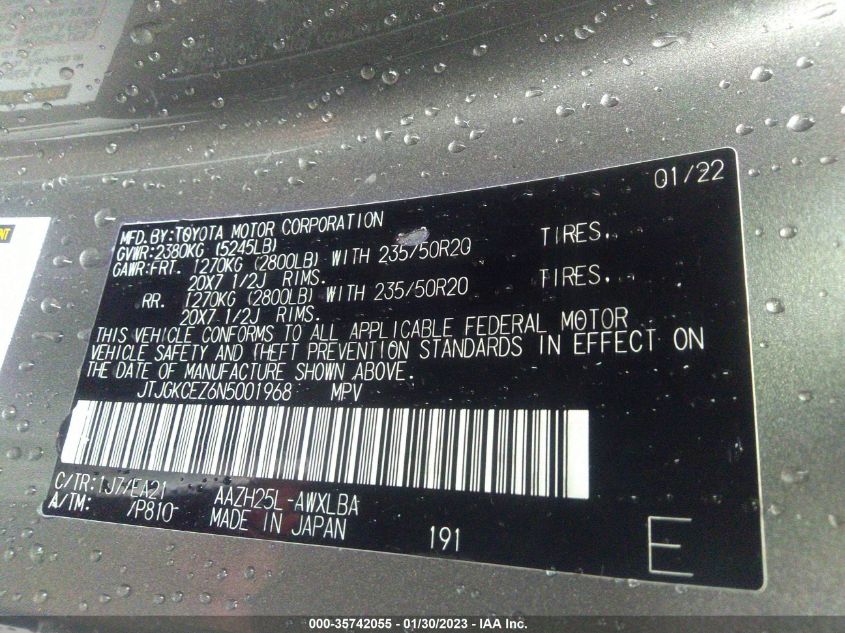 01/22
MFD. BY: TOYOTA MOTOR CORPORATION
GVWR: 2380KG (5245LB)
GAWR: FRT. 1270KG (2800LB) WITH 235/50R20 TIRES,
20X7 1/2J RIMS.
RR. 1270KG (2800LB) WITH 235/50R20 TIRES,
20X7 1/2J RIMS.
THIS VEHICLE CONFORMS TO ALL APPLICABLE FEDERAL MOTOR
VEHICLE SAFETY AND THEFT PREVENTION STANDARDS IN EFFECT ON
THE DATE OF MANUFACTURE SHOWN ABOVE.
JTJGKCEZ6N5001968 MPV
C/TR: 1J7/EA21 AAZH25L-AWXLBA
A/TM: /P810 MADE IN JAPAN 191
E
000-35742055 - 01/30/2023 - IAA Inc.